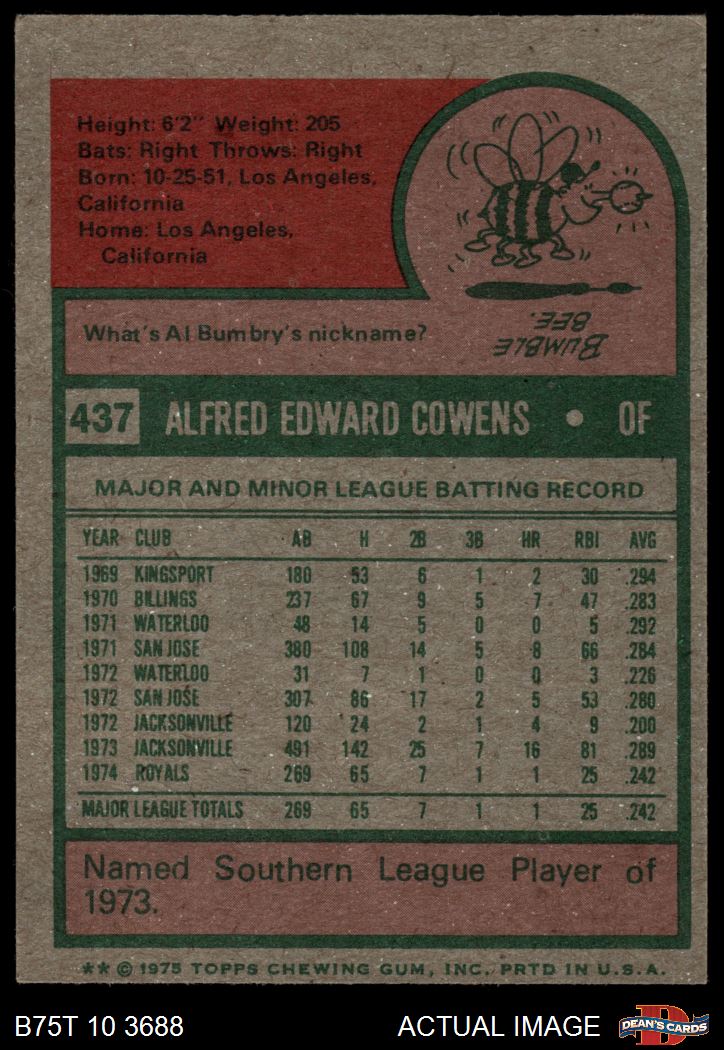 Height: 6'2" Weight: 205
Bats: Right Throws: Right
Born: 10-25-51, Los Angeles,
California
Home: Los Angeles,
California
What's Al Bumbry's nickname?
BUMBLE
BEE.
437 ALFRED EDWARD COWENS • OF
MAJOR AND MINOR LEAGUE BATTING RECORD
YEAR CLUB AB H 2B 3B HR RBI AVG
1969 KINGSPORT 180 53 6 1 2 30 .294
1970 BILLINGS 237 67 9 5 7 47 .283
1971 WATERLOO 48 14 5 0 0 5 .292
1971 SAN JOSE 380 108 14 5 8 66 .284
1972 WATERLOO 31 7 1 0 0 3 .226
1972 SAN JOSE 307 86 17 2 5 53 .280
1972 JACKSONVILLE 120 24 2 1 4 9 .200
1973 JACKSONVILLE 491 142 25 7 16 81 .289
1974 ROYALS 269 65 7 1 1 25 .242
MAJOR LEAGUE TOTALS 269 65 7 1 1 25 .242
Named Southern League Player of
1973.
** © 1975 TOPPS CHEWING GUM, INC. PRTD IN U.S.A.
B75T 10 3688 ACTUAL IMAGE
D
DEAN'S CARDS